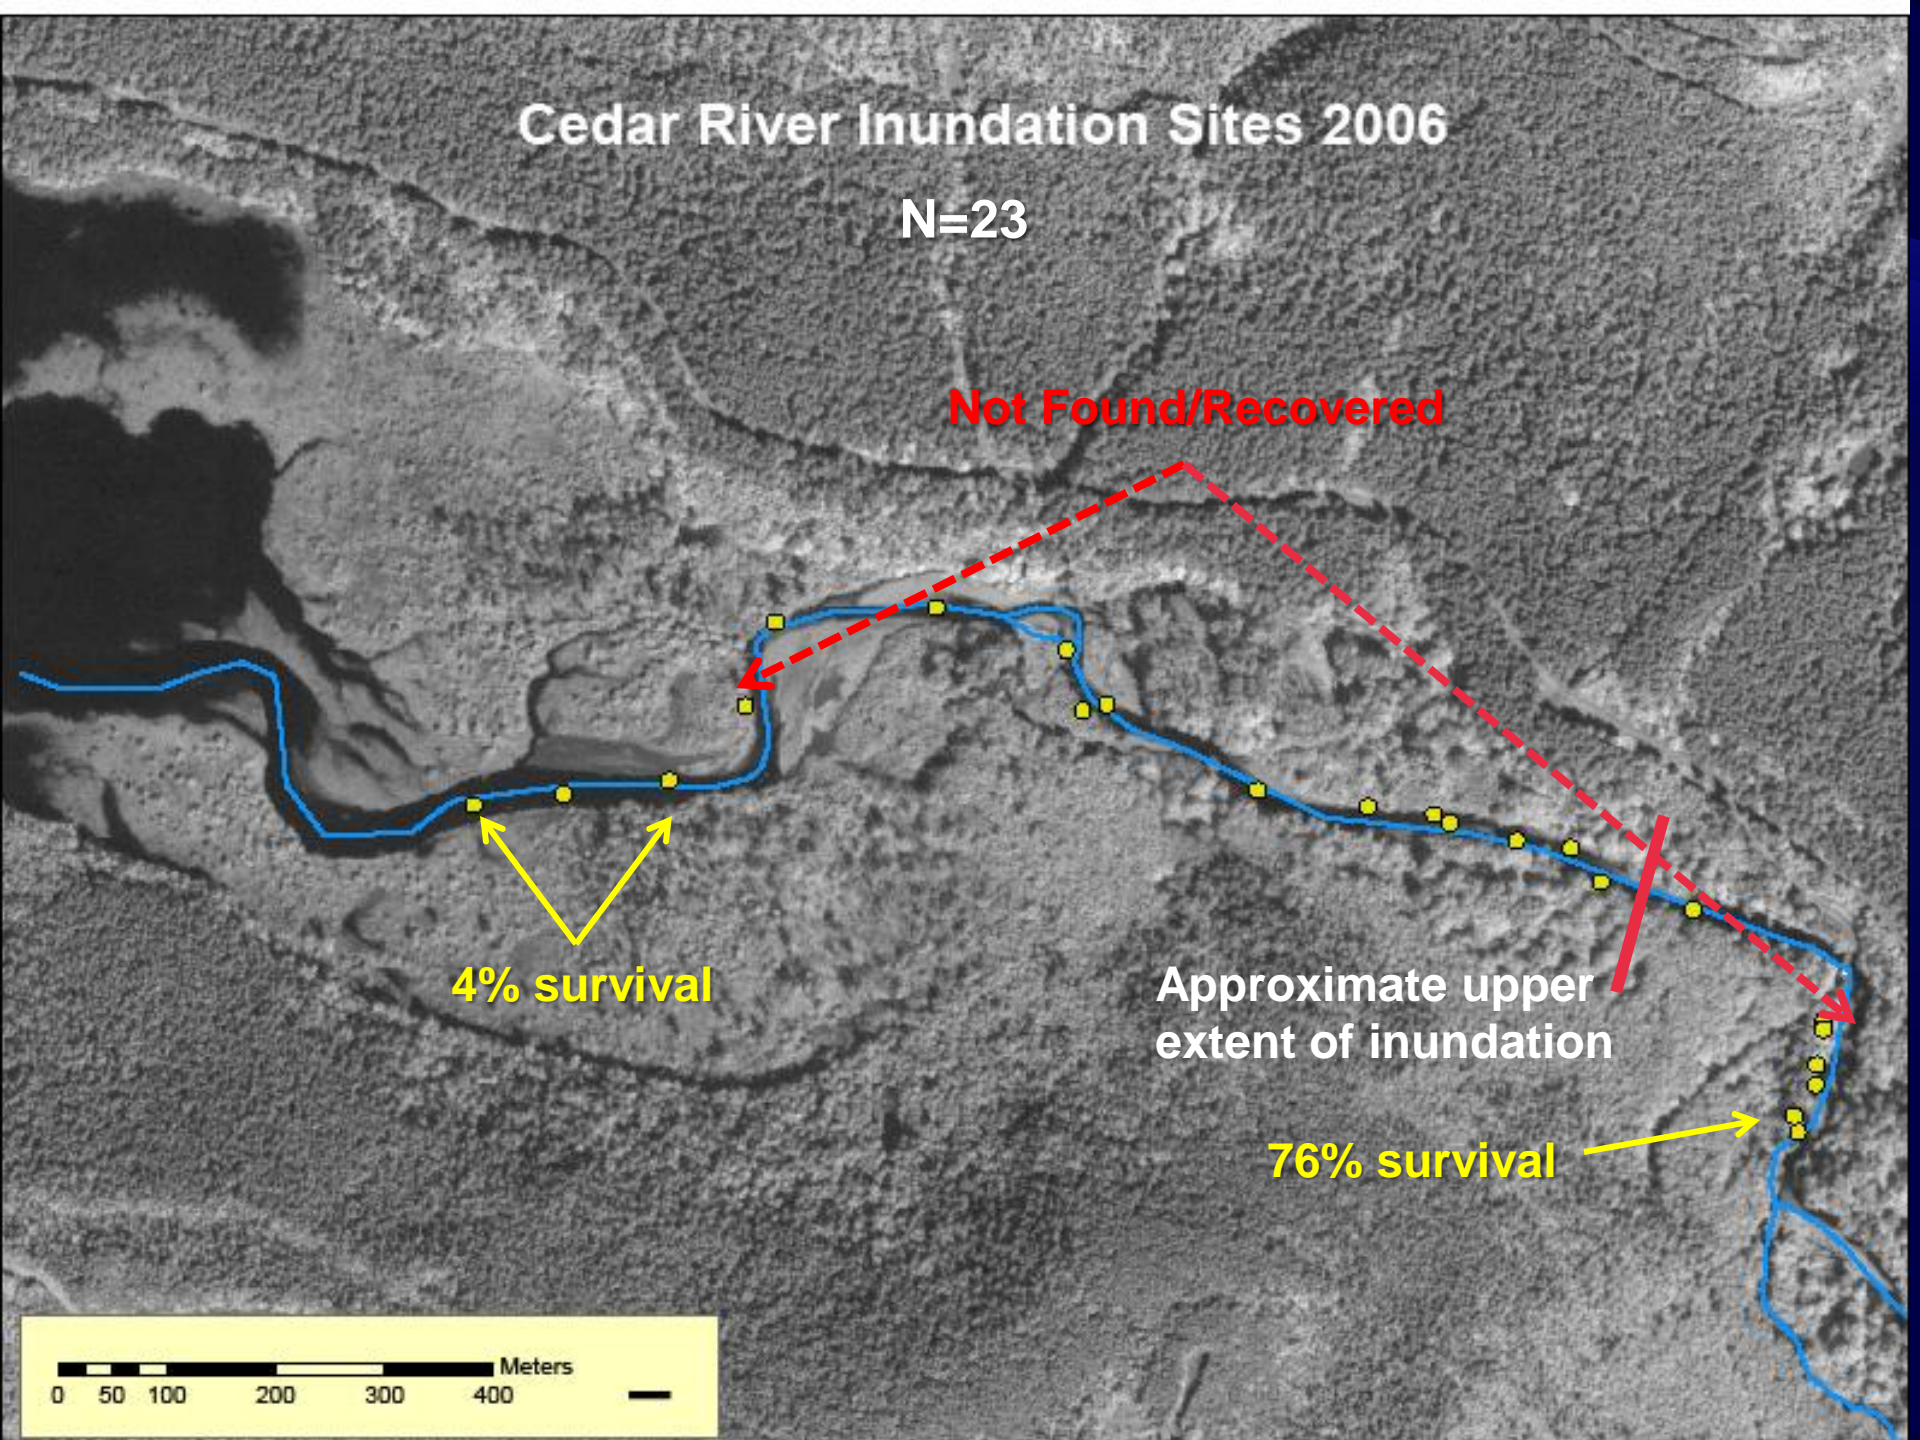 Cedar River Inundation Sites 2006
N=23
Not Found/Recovered
4% survival
Approximate upper
extent of inundation
76% survival
Meters
0 50 100 200 300 400